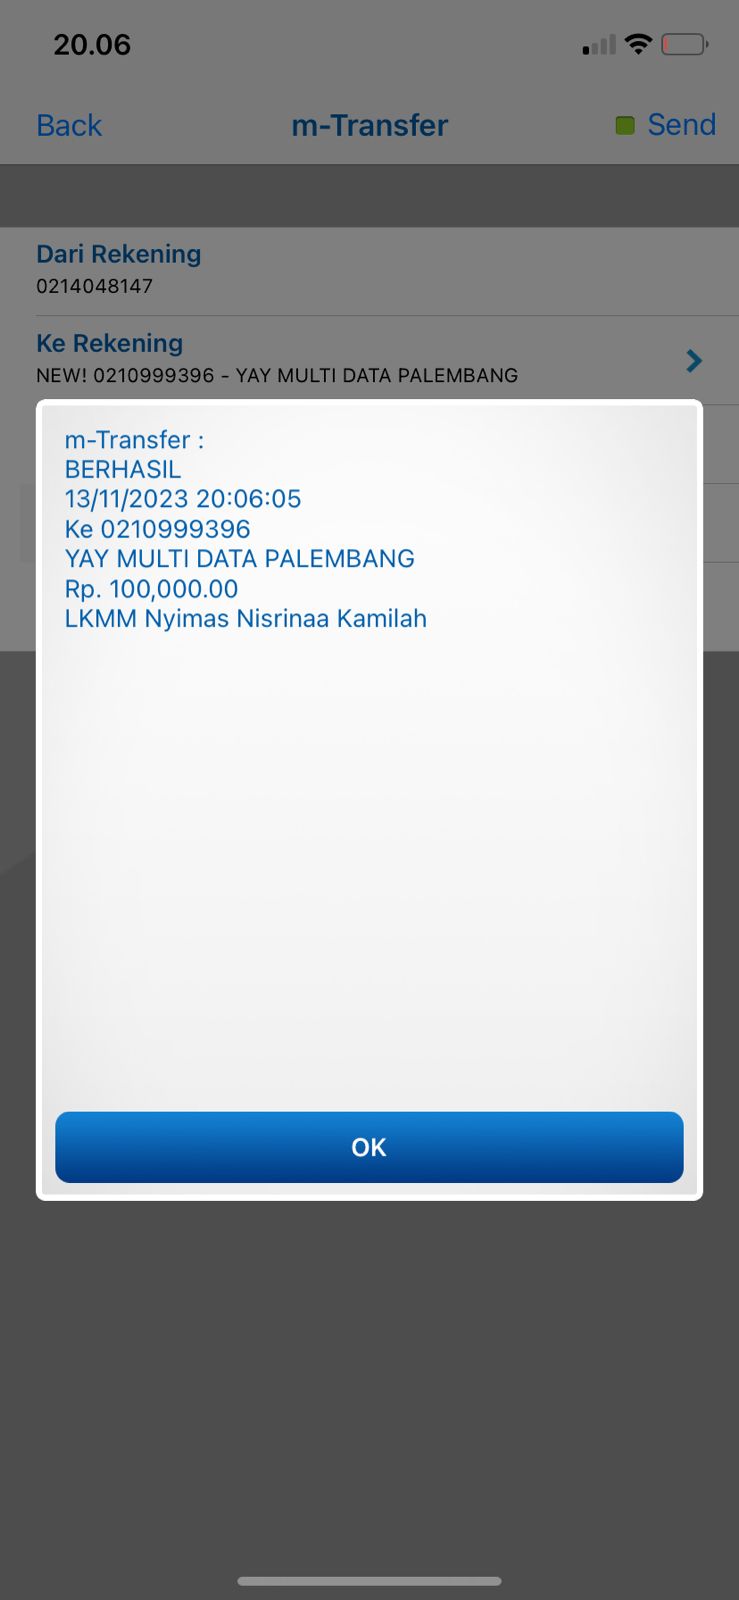 20.06
Back
m-Transfer
Send
Dari Rekening
0214048147
Ke Rekening
NEW! 0210999396 - YAY MULTI DATA PALEMBANG
m-Transfer :
BERHASIL
13/11/2023 20:06:05
Ke 0210999396
YAY MULTI DATA PALEMBANG
Rp. 100,000.00
LKMM Nyimas Nisrinaa Kamilah
OK